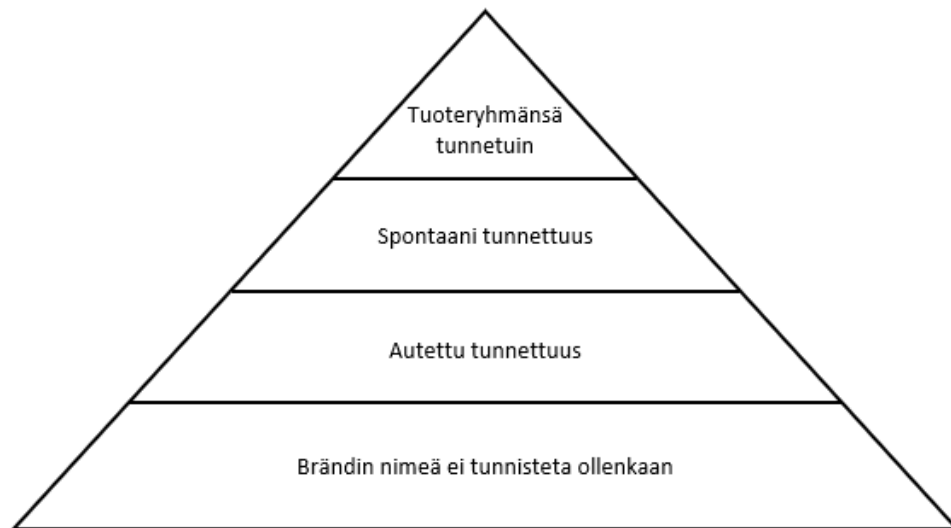 Tuoteryhmänsä
tunnetuin
Spontaani tunnettuus
Autettu tunnettuus
Brändin nimeä ei tunnisteta ollenkaan